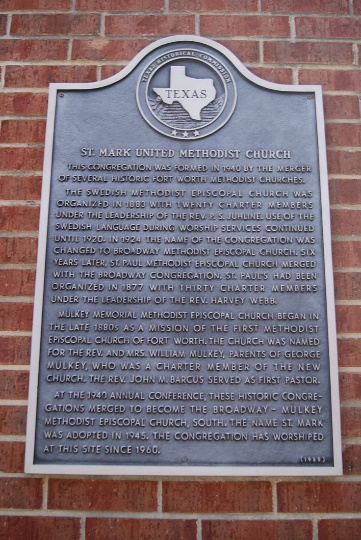 TEXAS HISTORICAL COMMISSION
TEXAS
ST. MARK UNITED METHODIST CHURCH
THIS CONGREGATION WAS FORMED IN 1940 BY THE MERGER
OF SEVERAL HISTORIC FORT WORTH METHODIST CHURCHES.
THE SWEDISH METHODIST EPISCOPAL CHURCH WAS
ORGANIZED IN 1883 WITH TWENTY CHARTER MEMBERS
UNDER THE LEADERSHIP OF THE REV. P. S. JUHLINE. USE OF THE
SWEDISH LANGUAGE DURING WORSHIP SERVICES CONTINUED
UNTIL 1920. IN 1924 THE NAME OF THE CONGREGATION WAS
CHANGED TO BROADWAY METHODIST EPISCOPAL CHURCH. SIX
YEARS LATER, ST. PAUL METHODIST EPISCOPAL CHURCH MERGED
WITH THE BROADWAY CONGREGATION. ST. PAUL'S HAD BEEN
ORGANIZED IN 1877 WITH THIRTY CHARTER MEMBERS
UNDER THE LEADERSHIP OF THE REV. HARVEY WEBB.
MULKEY MEMORIAL METHODIST EPISCOPAL CHURCH BEGAN IN
THE LATE 1880s AS A MISSION OF THE FIRST METHODIST
EPISCOPAL CHURCH OF FORT WORTH. THE CHURCH WAS NAMED
FOR THE REV. AND MRS. WILLIAM MULKEY, PARENTS OF GEORGE
MULKEY, WHO WAS A CHARTER MEMBER OF THE NEW
CHURCH. THE REV. JOHN M. BARCUS SERVED AS FIRST PASTOR.
AT THE 1940 ANNUAL CONFERENCE, THESE HISTORIC CONGRE-
GATIONS MERGED TO BECOME THE BROADWAY - MULKEY
METHODIST EPISCOPAL CHURCH, SOUTH. THE NAME ST. MARK
WAS ADOPTED IN 1945. THE CONGREGATION HAS WORSHIPED
AT THIS SITE SINCE 1960.